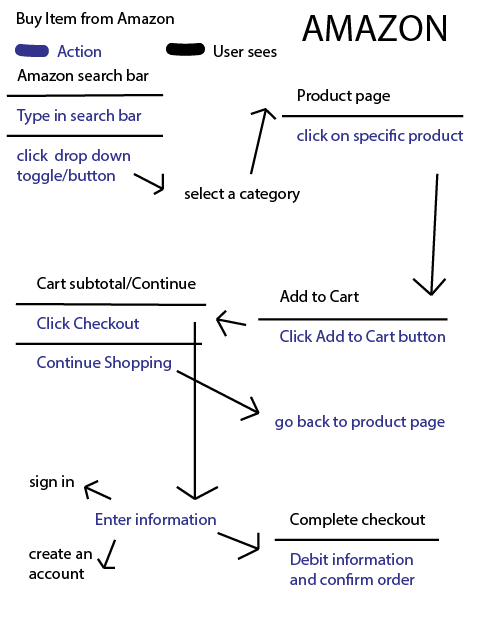 Buy Item from Amazon
AMAZON
Action
User sees
Amazon search bar
Type in search bar
click drop down
toggle/button
select a category
Product page
click on specific product
Cart subtotal/Continue
Click Checkout
Continue Shopping
Add to Cart
Click Add to Cart button
go back to product page
sign in
Enter information
create an
account
Complete checkout
Debit information
and confirm order